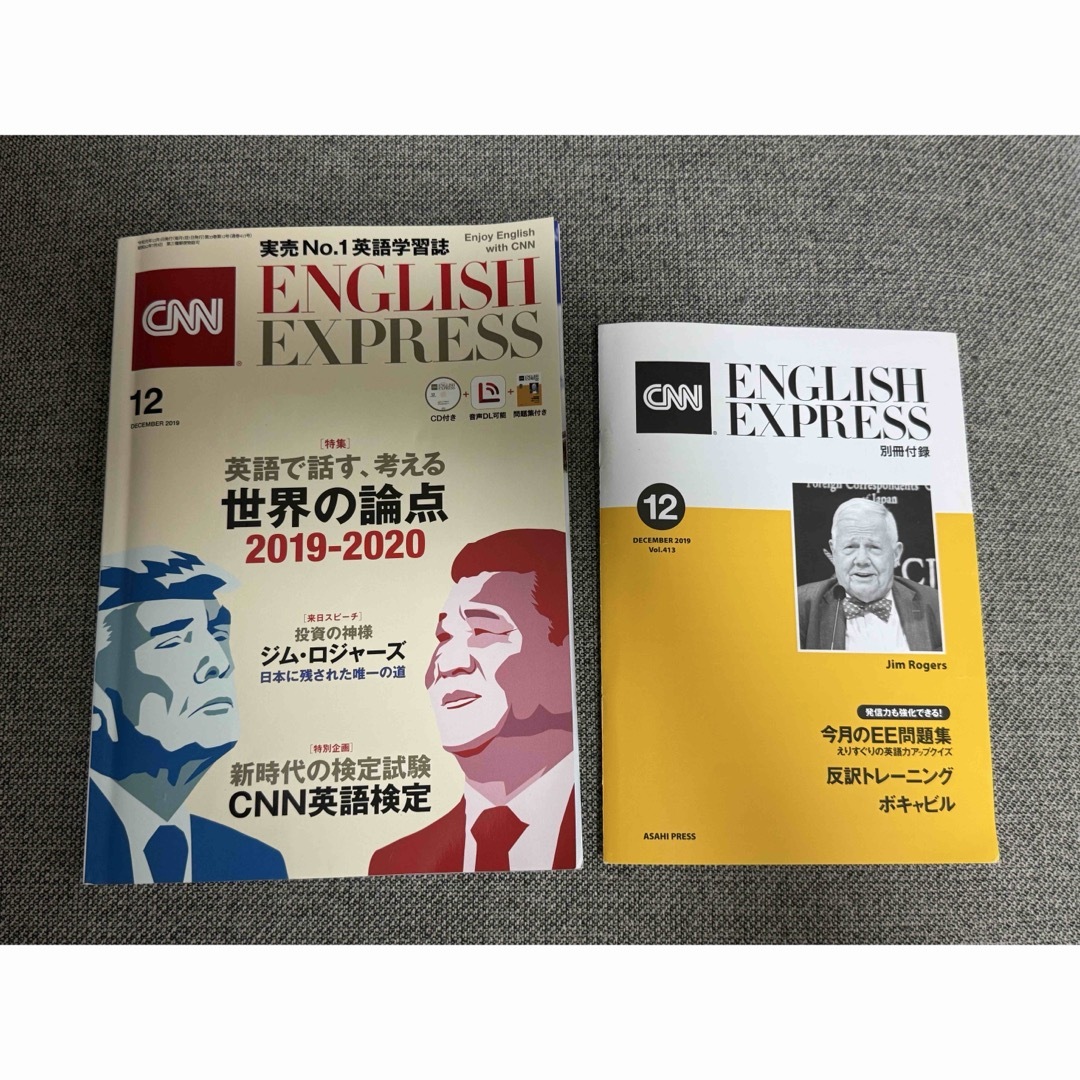 実売No.1英語学習誌
Enjoy English
with CNN
CNN
ENGLISH
EXPRESS
12
DECEMBER 2019
CD付き
+
音声DL可能
+
問題集付き
[特集]
英語で話す、考える
世界の論点
2019-2020
[来日スピーチ]
投資の神様
ジム・ロジャーズ
日本に残された唯一の道
[特別企画]
新時代の検定試験
CNN英語検定
CNN
ENGLISH
EXPRESS
別冊付録
12
DECEMBER 2019
Vol.413
Foreign Correspondents'
Japan
Jim Rogers
発信力も強化できる!
今月のEE問題集
えりすぐりの英語力アップクイズ
反訳トレーニング
ボキャビル
ASAHI PRESS